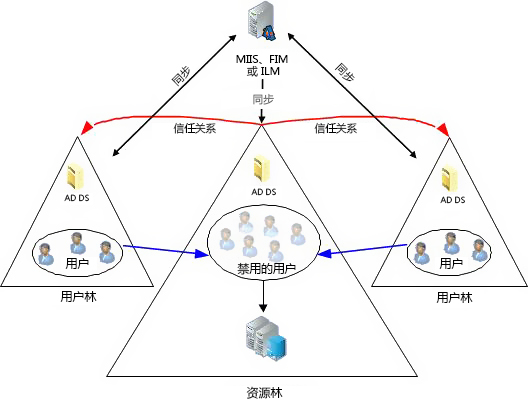 MIIS、FIM
或 ILM
同步
同步
同步
信任关系
信任关系
AD DS
AD DS
AD DS
用户
禁用的用户
用户
用户林
用户林
资源林